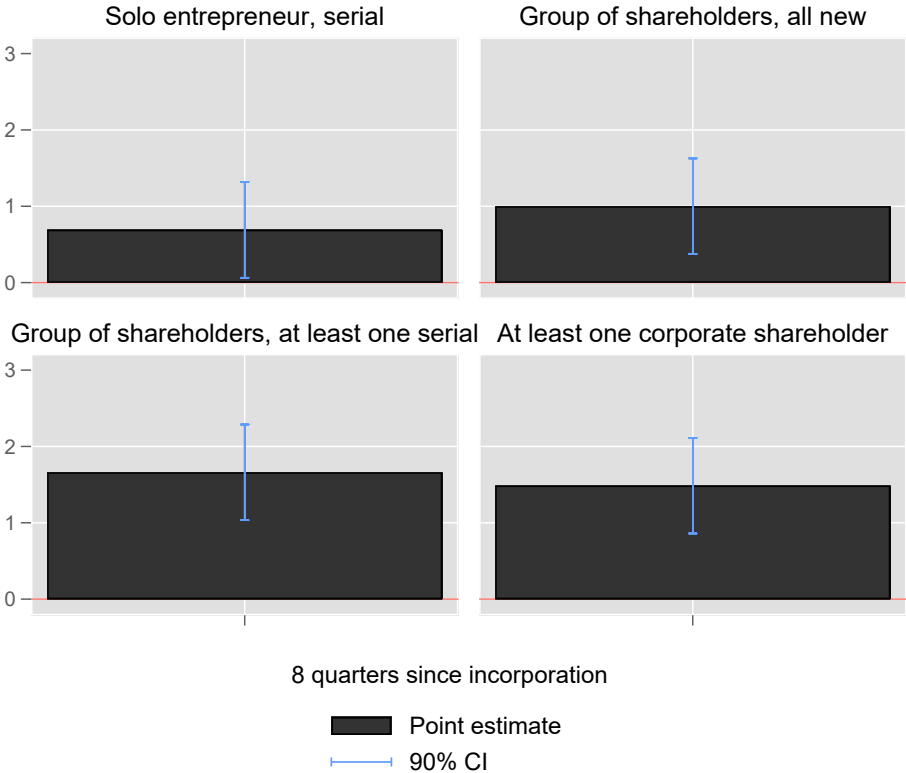 Solo entrepreneur, serial
Group of shareholders, all new
3
2
1
0
Group of shareholders, at least one serial
At least one corporate shareholder
3
2
1
0
8 quarters since incorporation
Point estimate
90% CI